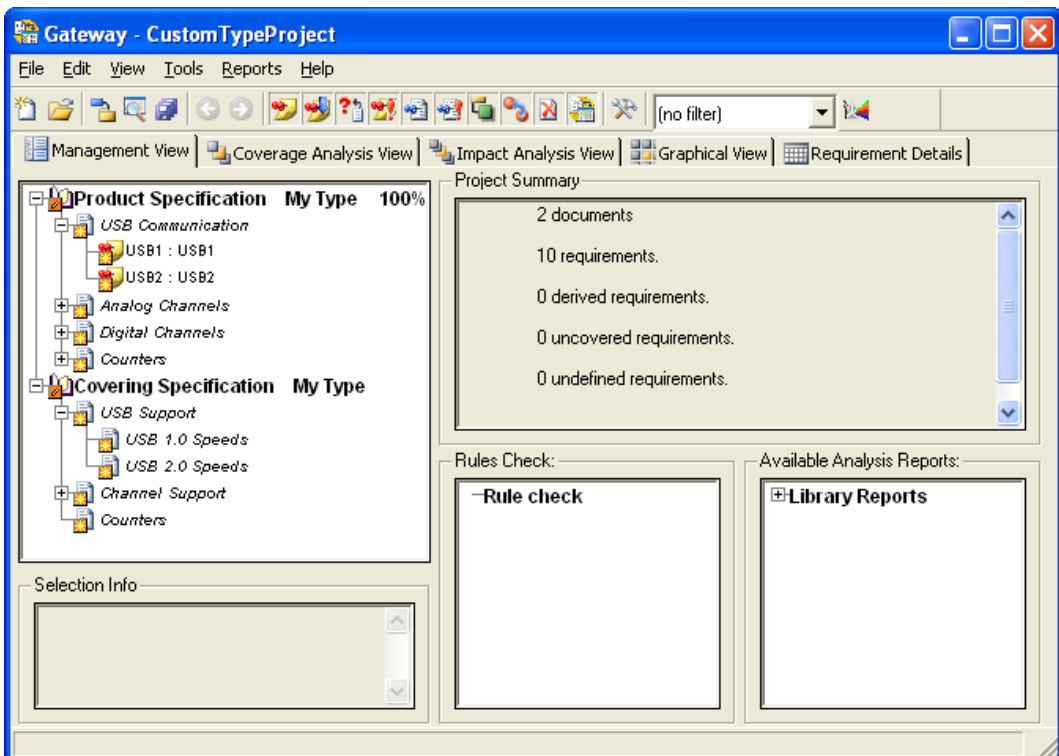 Gateway - CustomTypeProject
File Edit View Tools Reports Help
(no filter)
Management View Coverage Analysis View Impact Analysis View Graphical View Requirement Details
Product Specification My Type 100%
USB Communication
USB1 : USB1
USB2 : USB2
Analog Channels
Digital Channels
Counters
Covering Specification My Type
USB Support
USB 1.0 Speeds
USB 2.0 Speeds
Channel Support
Counters
Project Summary
2 documents
10 requirements.
0 derived requirements.
0 uncovered requirements.
0 undefined requirements.
Selection Info
Rules Check:
Rule check
Available Analysis Reports:
Library Reports